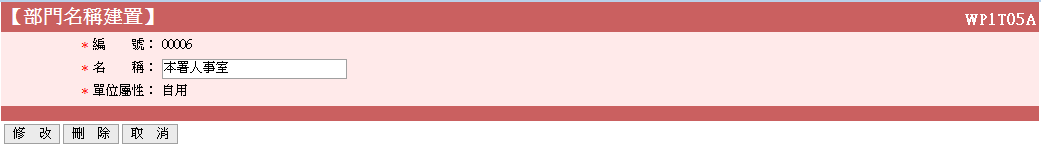 【部門名稱建置】 WP1T05A
* 編　號： 00006
* 名　稱： 本署人事室
* 單位屬性： 自用
修　改 刪　除 取　消